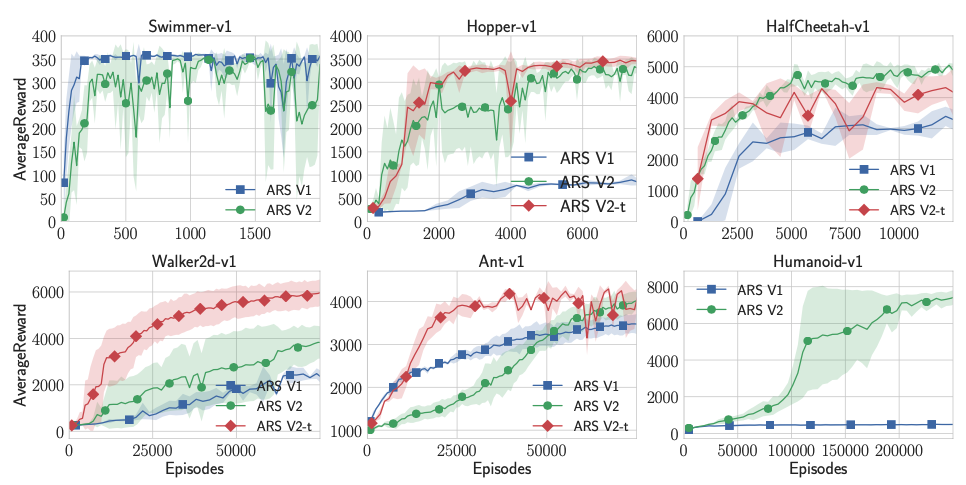 Swimmer-v1
AverageReward
400
350
300
250
200
150
100
50
0
0 500 1000 1500
ARS V1
ARS V2
Hopper-v1
4000
3500
3000
2500
2000
1500
1000
500
0
0 2000 4000 6000
ARS V1
ARS V2
ARS V2-t
HalfCheetah-v1
6000
5000
4000
3000
2000
1000
0
0 2500 5000 7500 10000
ARS V1
ARS V2
ARS V2-t
Walker2d-v1
AverageReward
6000
4000
2000
0
0 25000 50000
Episodes
ARS V1
ARS V2
ARS V2-t
Ant-v1
4000
3000
2000
1000
0 25000 50000
Episodes
ARS V1
ARS V2
ARS V2-t
Humanoid-v1
8000
6000
4000
2000
0
0 50000 100000 150000 200000
Episodes
ARS V1
ARS V2